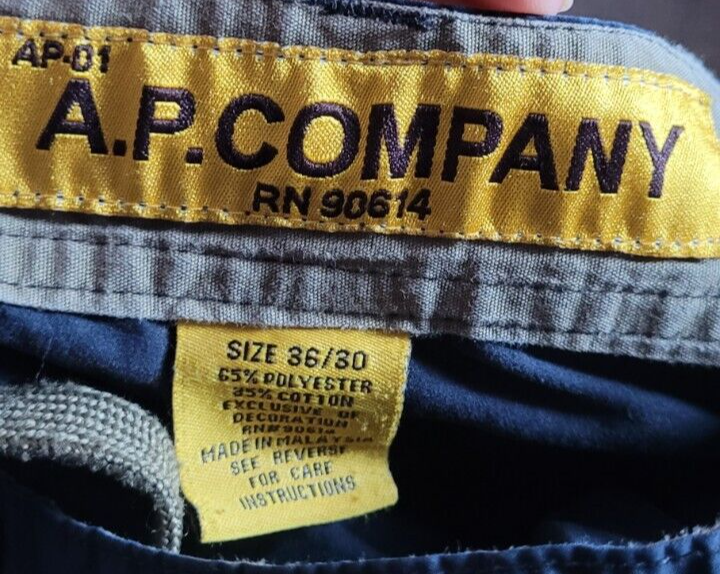 AP-01
A.P.COMPANY
RN 90614
SIZE 36/30
65% POLYESTER
35% COTTON
EXCLUSIVE OF
DECORATION
RN# 90614
MADE IN MALAYSIA
SEE REVERSE
FOR CARE
INSTRUCTIONS